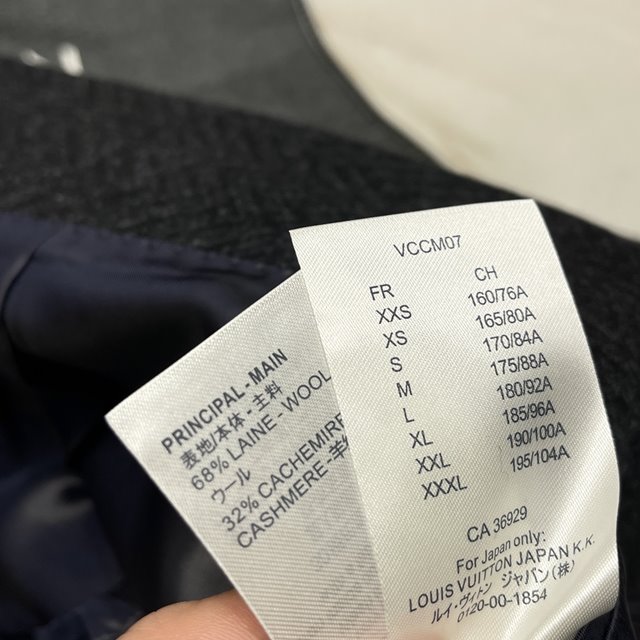 PRINCIPAL - MAIN
表地/本体・主料
68% LAINE - WOOL
ウール
32% CACHEMIRE
CASHMERE - 羊
VCCM07
FR CH
XXS 160/76A
XS 165/80A
S 170/84A
M 175/88A
L 180/92A
XL 185/96A
XXL 190/100A
XXXL 195/104A
CA 36929
For Japan only:
LOUIS VUITTON JAPAN K.K.
ルイ・ヴィトン ジャパン(株)
0120-00-1854